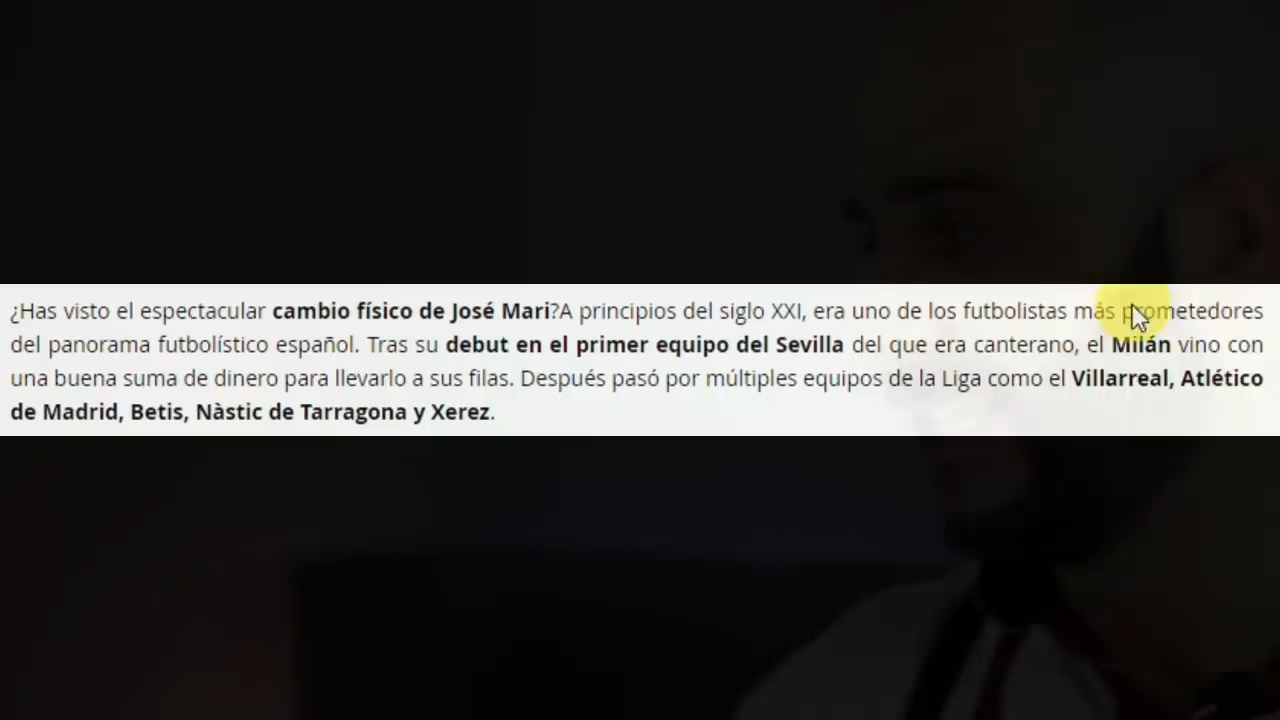 ¿Has visto el espectacular cambio físico de José Mari?A principios del siglo XXI, era uno de los futbolistas más prometedores
del panorama futbolístico español. Tras su debut en el primer equipo del Sevilla del que era canterano, el Milán vino con
una buena suma de dinero para llevarlo a sus filas. Después pasó por múltiples equipos de la Liga como el Villarreal, Atlético
de Madrid, Betis, Nàstic de Tarragona y Xerez.